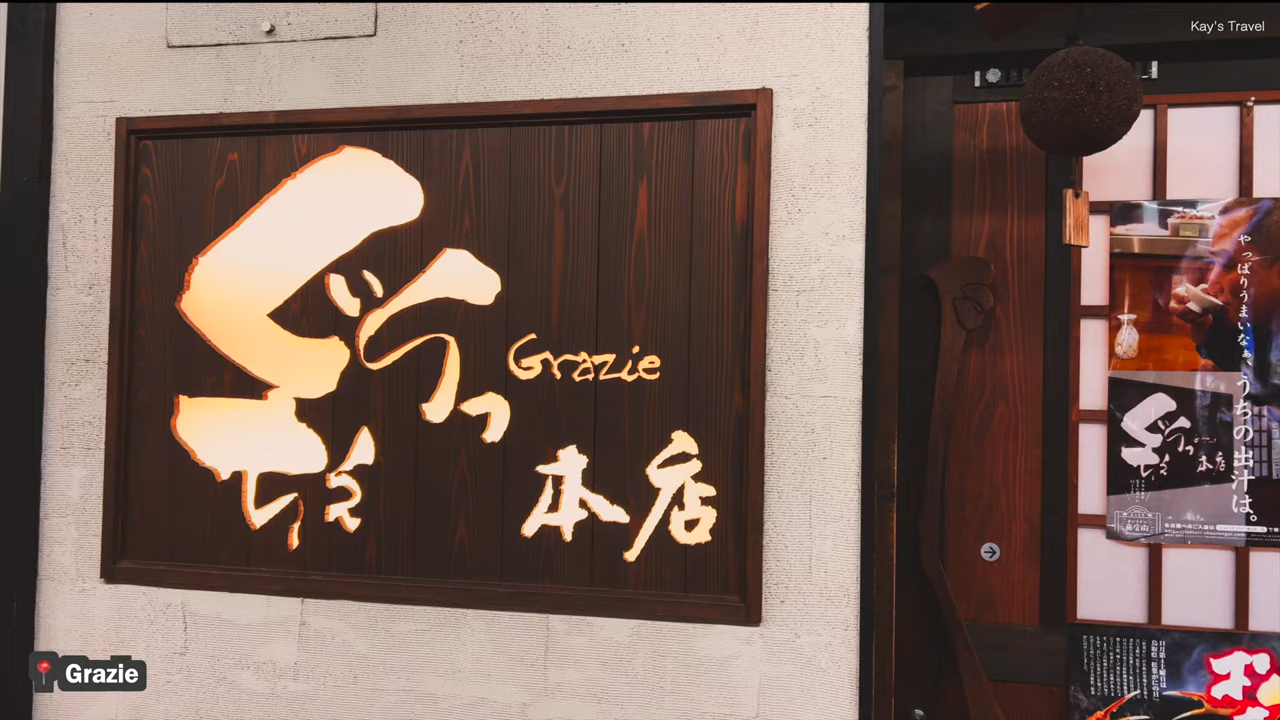 Kay's Travel
ぐらっちぇ
Grazie
本店
やっぱりうまいなぁ、
うちの出汁は。
ぐらっちぇ
本店
Grazie